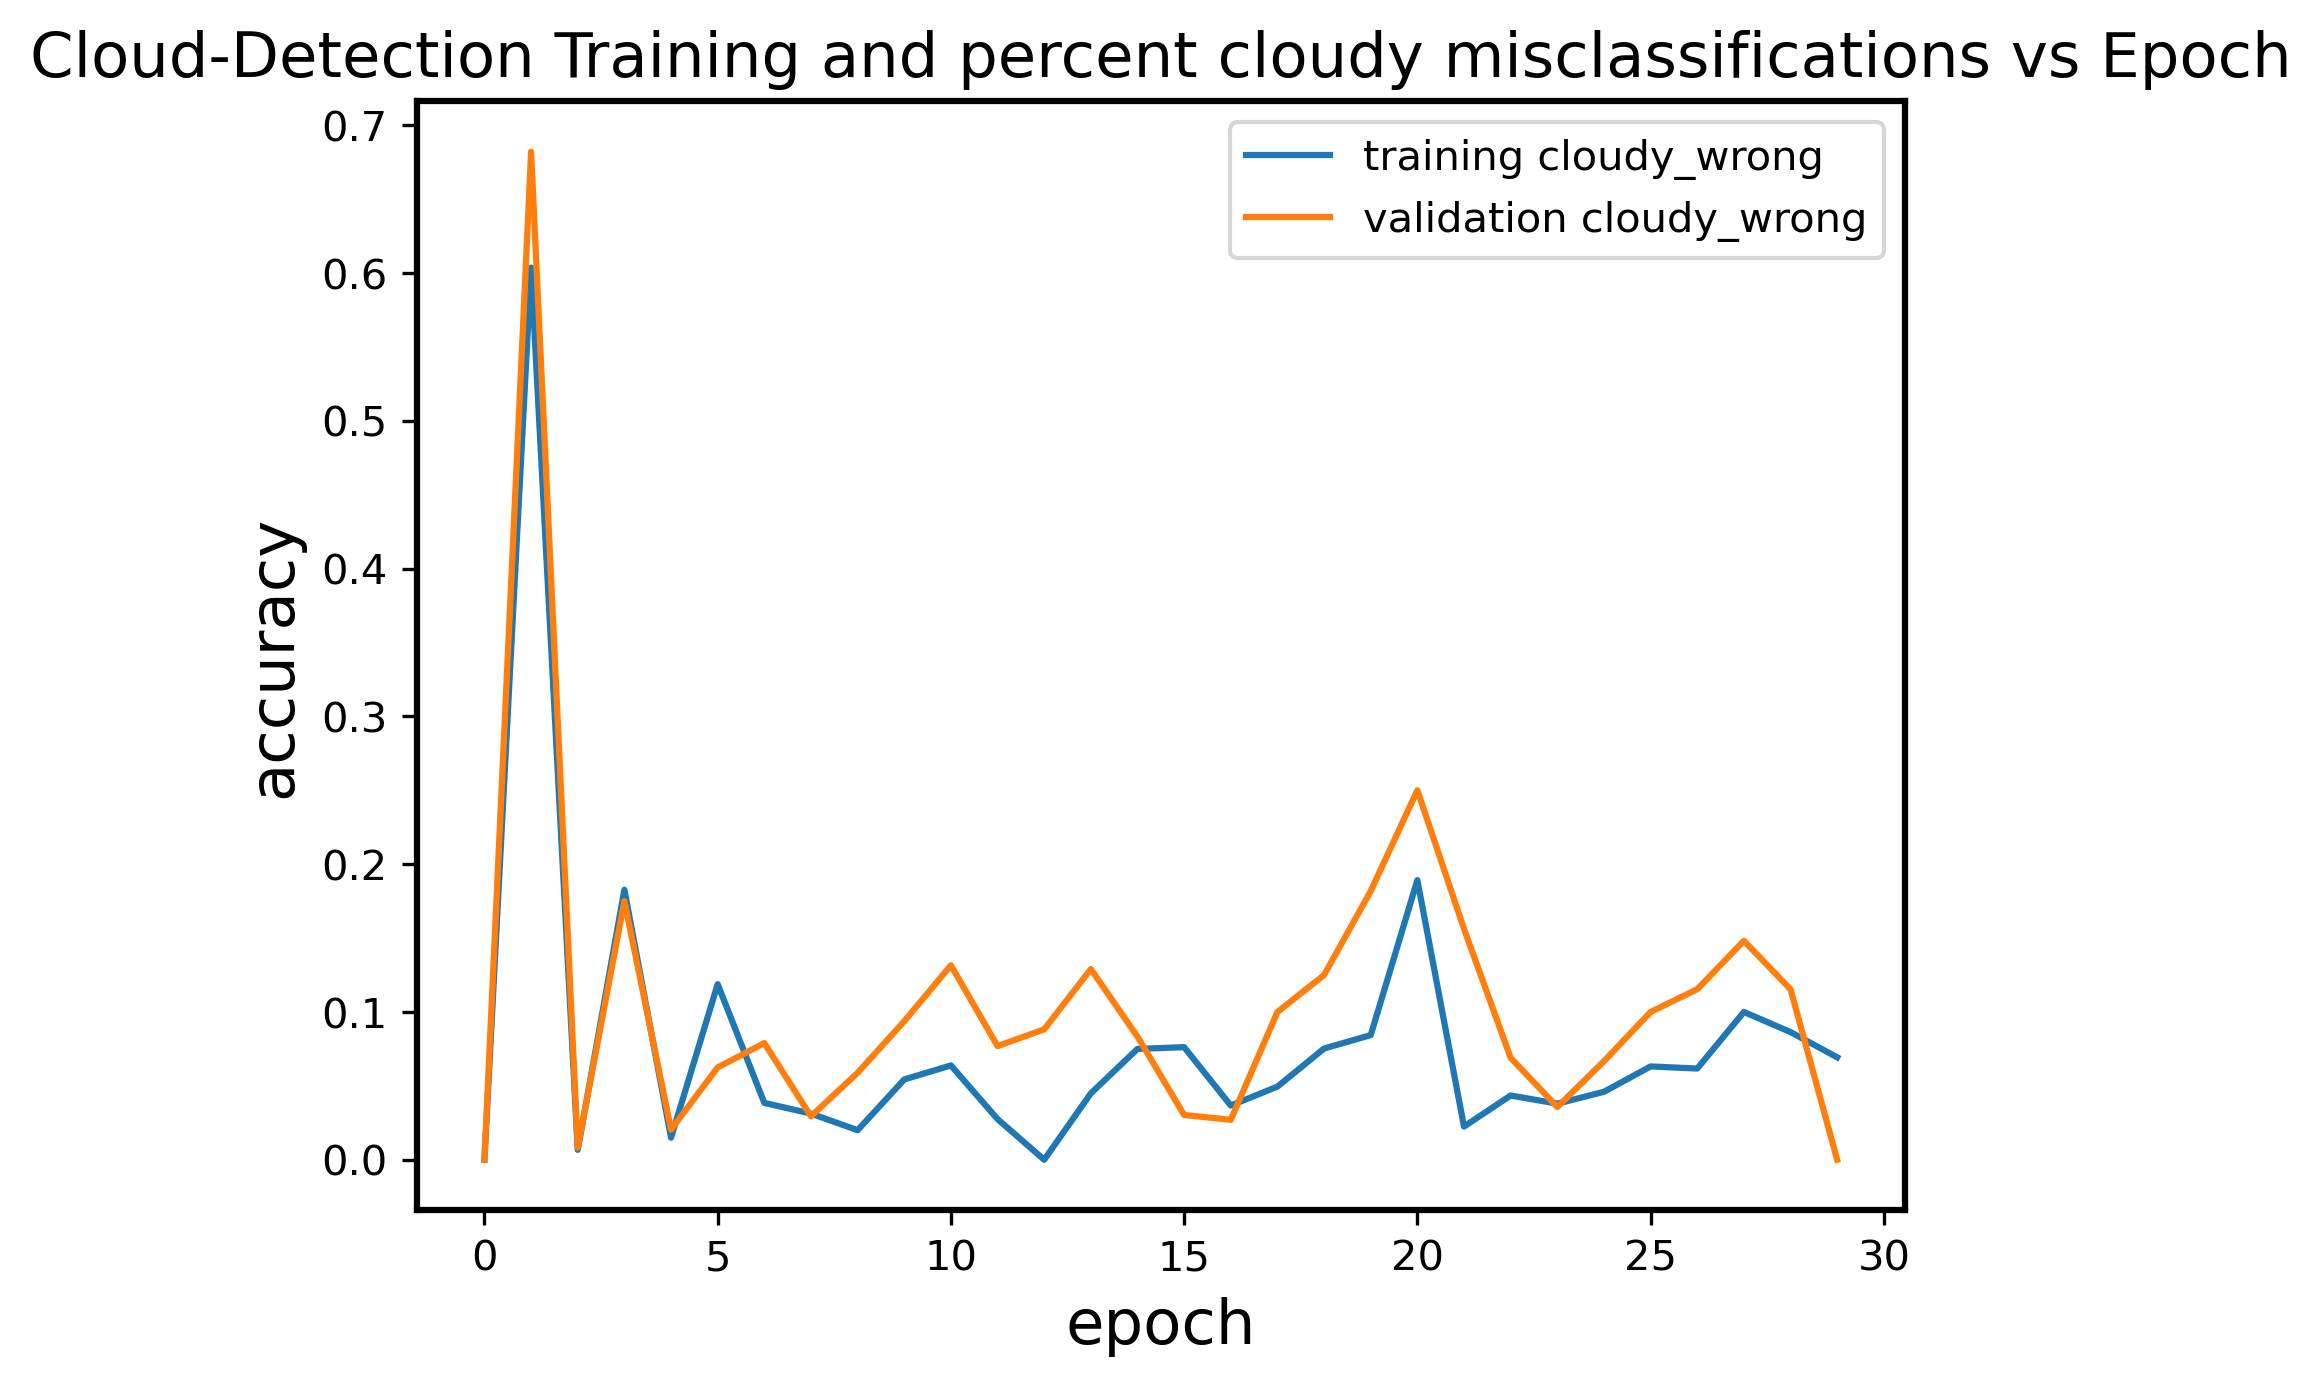 Cloud-Detection Training and percent cloudy misclassifications vs Epoch
training cloudy_wrong
validation cloudy_wrong
accuracy
0.7
0.6
0.5
0.4
0.3
0.2
0.1
0.0
0 5 10 15 20 25 30
epoch